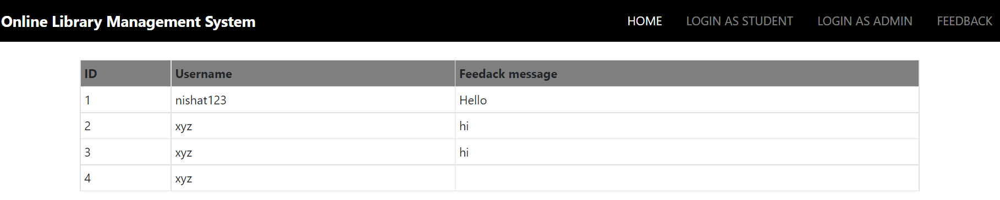 Online Library Management System HOME LOGIN AS STUDENT LOGIN AS ADMIN FEEDBACK
ID Username Feedack message
1 nishat123 Hello
2 xyz hi
3 xyz hi
4 xyz